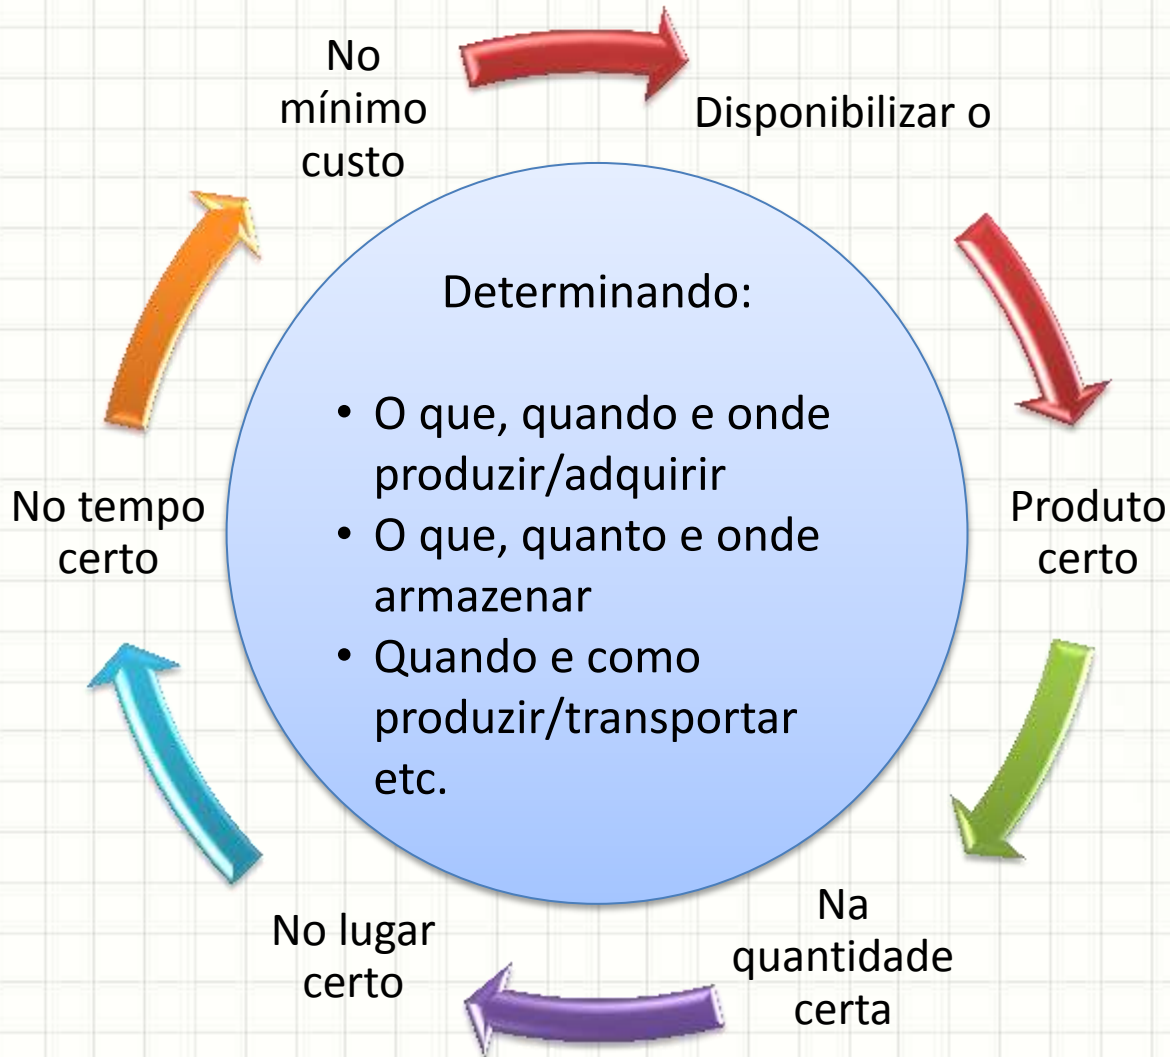 No
mínimo
custo
Disponibilizar o
Determinando:
• O que, quando e onde
produzir/adquirir
• O que, quanto e onde
armazenar
• Quando e como
produzir/transportar
etc.
No tempo
certo
Produto
certo
No lugar
certo
Na
quantidade
certa